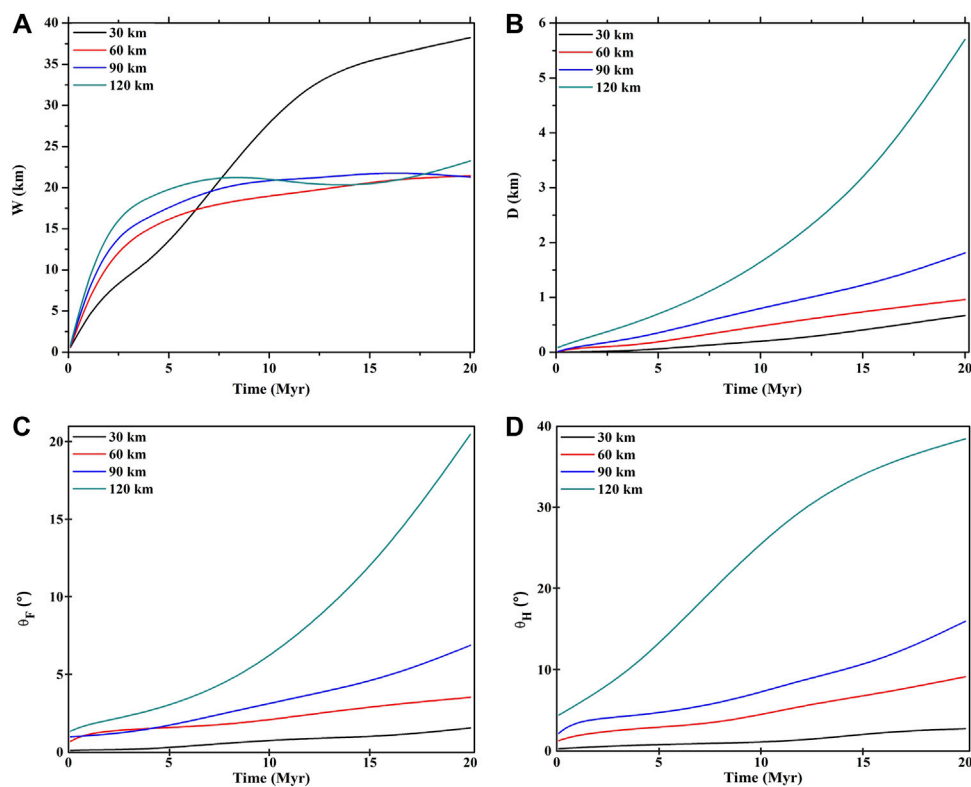 A
30 km
60 km
90 km
120 km
W (km)
40
35
30
25
20
15
10
5
0
0 5 10 15 20
Time (Myr)
B
30 km
60 km
90 km
120 km
D (km)
6
5
4
3
2
1
0
0 5 10 15 20
Time (Myr)
C
30 km
60 km
90 km
120 km
θF (°)
20
15
10
5
0
0 5 10 15 20
Time (Myr)
D
30 km
60 km
90 km
120 km
θH (°)
40
30
20
10
0
0 5 10 15 20
Time (Myr)